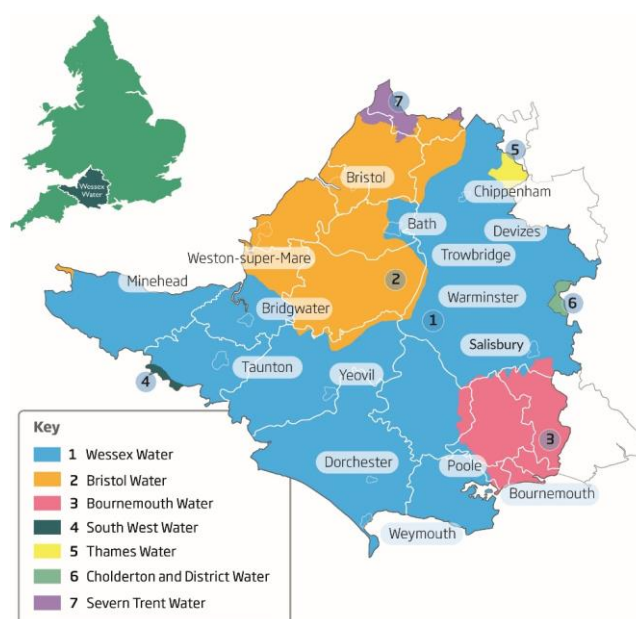 Wessex
Water
7
Bristol
5
Chippenham
Bath
Devizes
Weston-super-Mare
Trowbridge
Minehead
2
Warminster
6
Bridgwater
1
Salisbury
4
Taunton
Yeovil
3
Dorchester
Poole
Bournemouth
Weymouth
Key
1 Wessex Water
2 Bristol Water
3 Bournemouth Water
4 South West Water
5 Thames Water
6 Cholderton and District Water
7 Severn Trent Water